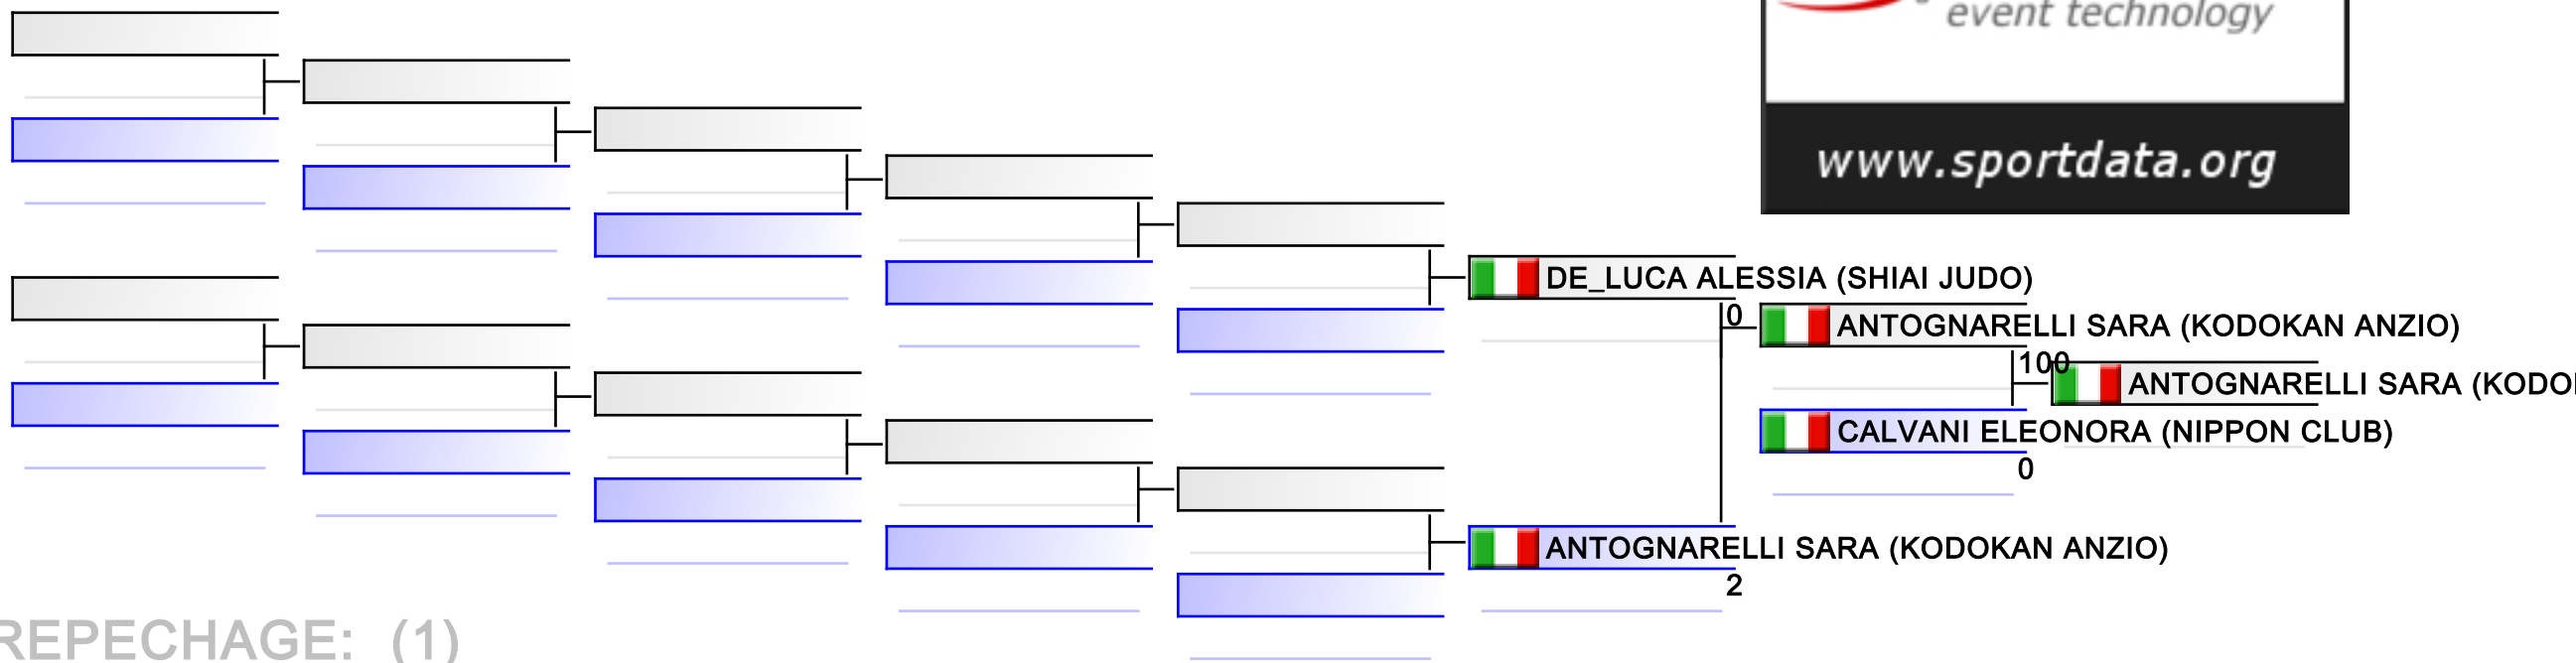 event technology
www.sportdata.org
DE_LUCA ALESSIA (SHIAI JUDO)
0
ANTOGNARELLI SARA (KODOKAN ANZIO)
100
ANTOGNARELLI SARA (KODO
CALVANI ELEONORA (NIPPON CLUB)
0
ANTOGNARELLI SARA (KODOKAN ANZIO)
2
REPECHAGE: (1)